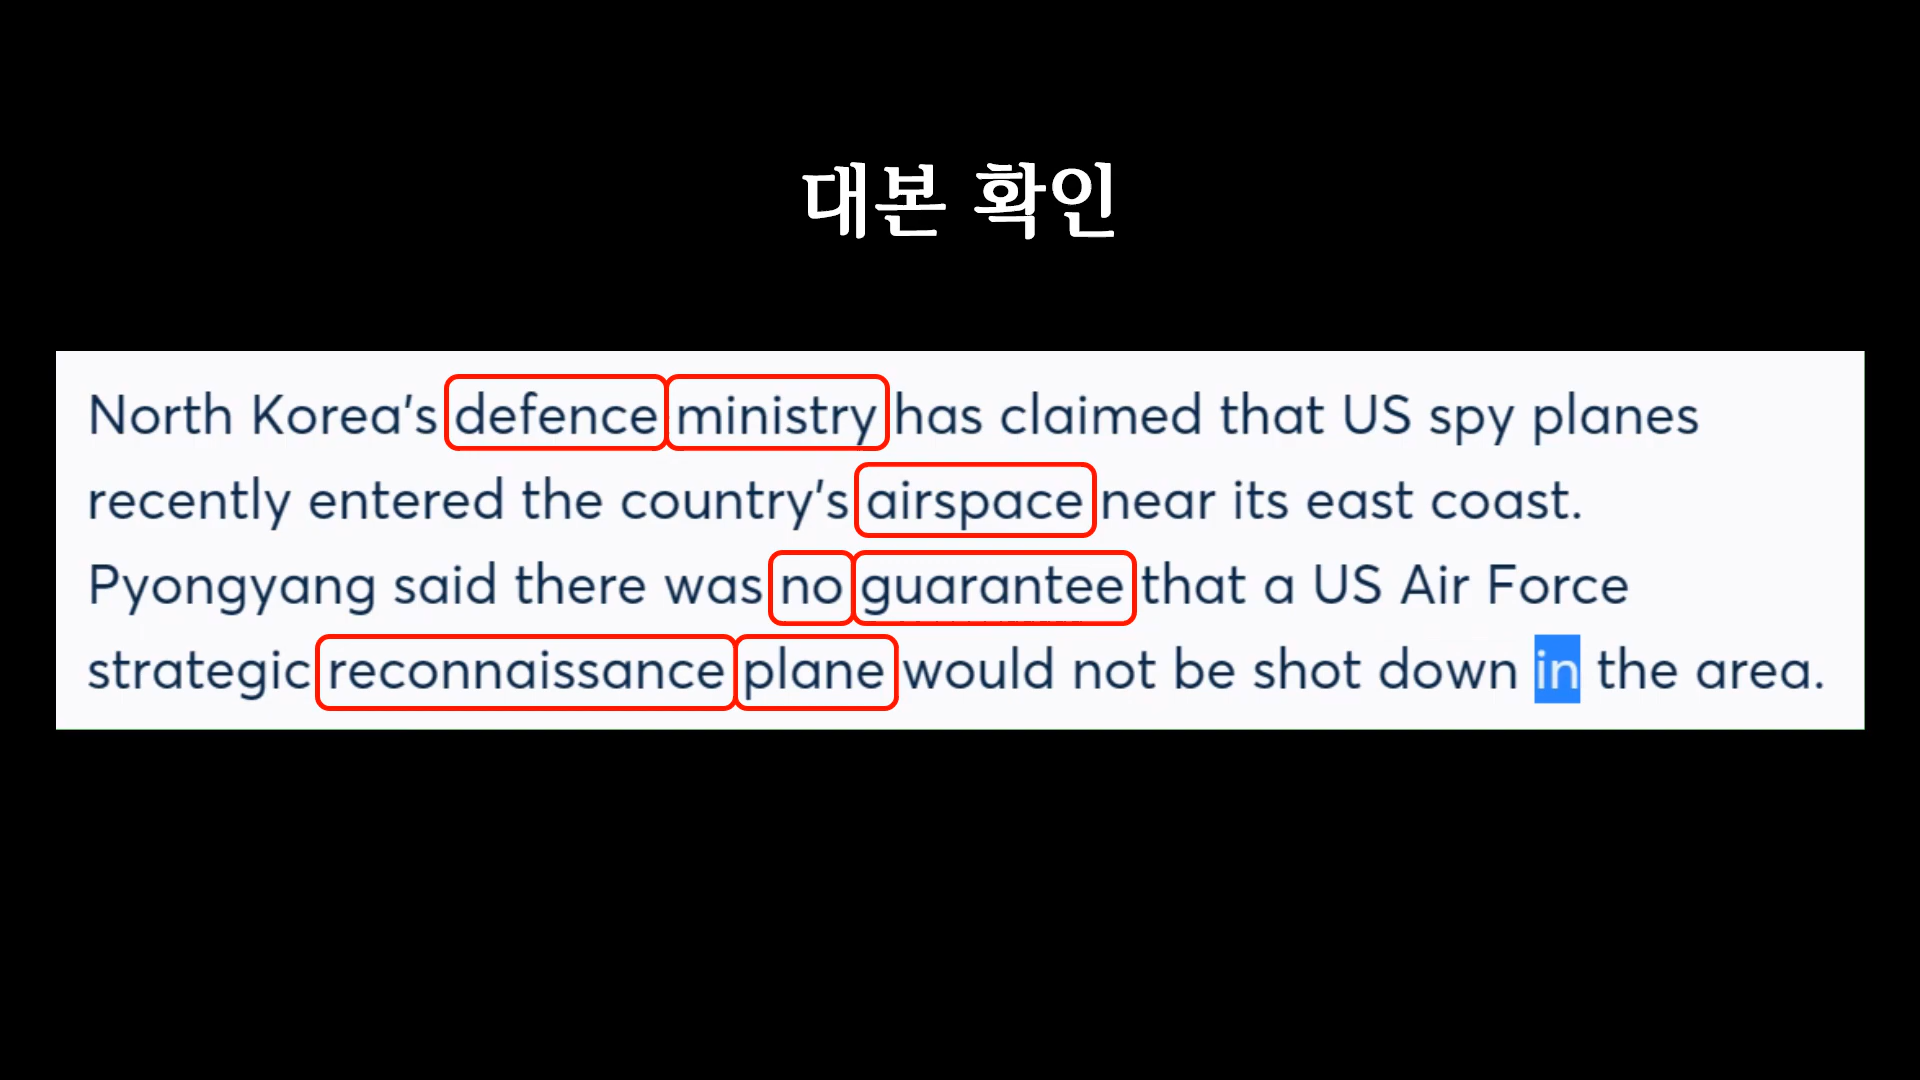 대본 확인
North Korea's defence ministry has claimed that US spy planes
recently entered the country's airspace near its east coast.
Pyongyang said there was no guarantee that a US Air Force
strategic reconnaissance plane would not be shot down in the area.